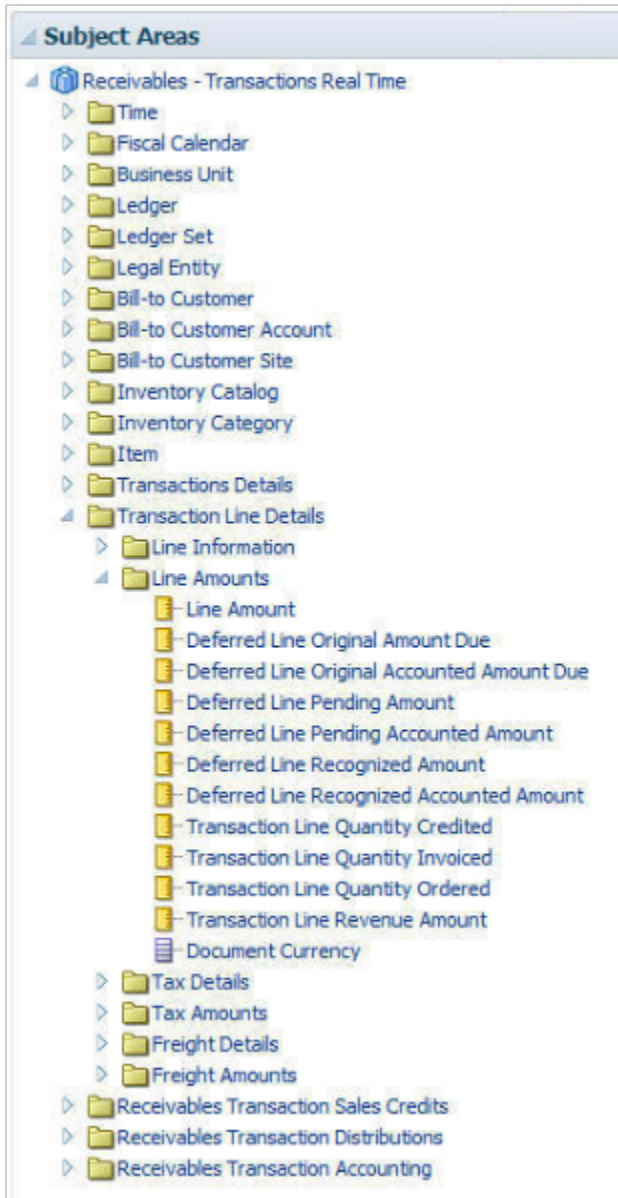 Subject Areas
Receivables - Transactions Real Time
Time
Fiscal Calendar
Business Unit
Ledger
Ledger Set
Legal Entity
Bill-to Customer
Bill-to Customer Account
Bill-to Customer Site
Inventory Catalog
Inventory Category
Item
Transactions Details
Transaction Line Details
Line Information
Line Amounts
Line Amount
Deferred Line Original Amount Due
Deferred Line Original Accounted Amount Due
Deferred Line Pending Amount
Deferred Line Pending Accounted Amount
Deferred Line Recognized Amount
Deferred Line Recognized Accounted Amount
Transaction Line Quantity Credited
Transaction Line Quantity Invoiced
Transaction Line Quantity Ordered
Transaction Line Revenue Amount
Document Currency
Tax Details
Tax Amounts
Freight Details
Freight Amounts
Receivables Transaction Sales Credits
Receivables Transaction Distributions
Receivables Transaction Accounting